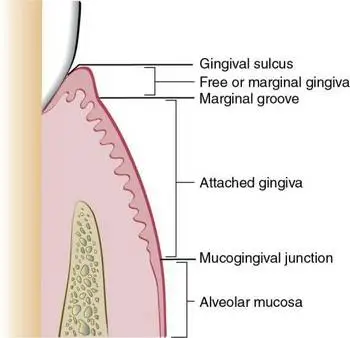 Gingival sulcus
Free or marginal gingiva
Marginal groove
Attached gingiva
Mucogingival junction
Alveolar mucosa